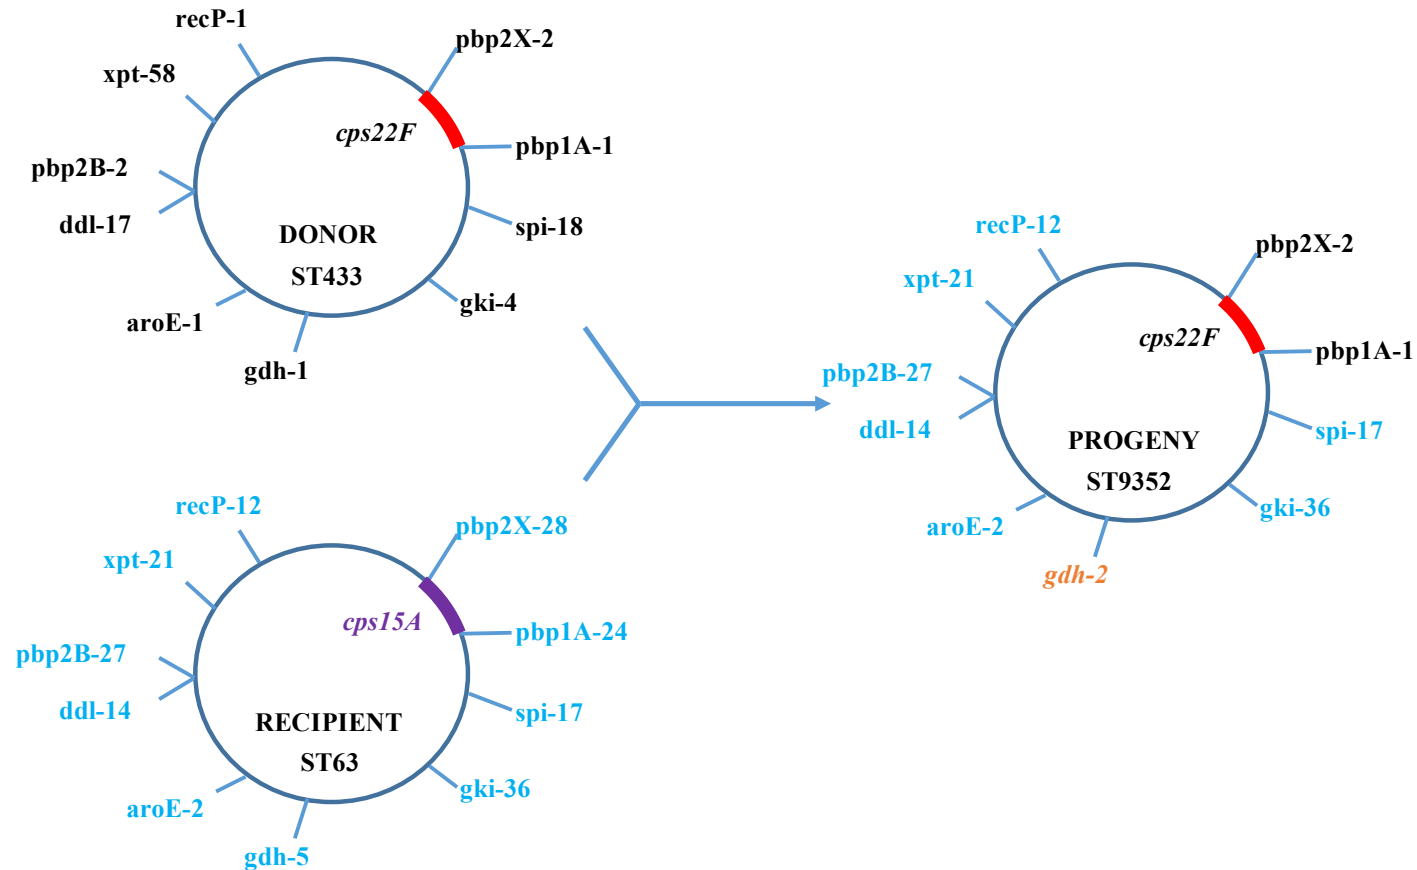 recP-1
pbp2X-2
xpt-58
cps22F
pbp1A-1
pbp2B-2
ddl-17
spi-18
DONOR
ST433
gki-4
aroE-1
gdh-1
recP-12
pbp2X-28
xpt-21
cps15A
pbp1A-24
pbp2B-27
ddl-14
spi-17
RECIPIENT
ST63
gki-36
aroE-2
gdh-5
recP-12
pbp2X-2
xpt-21
cps22F
pbp1A-1
pbp2B-27
ddl-14
spi-17
PROGENY
ST9352
gki-36
aroE-2
gdh-2